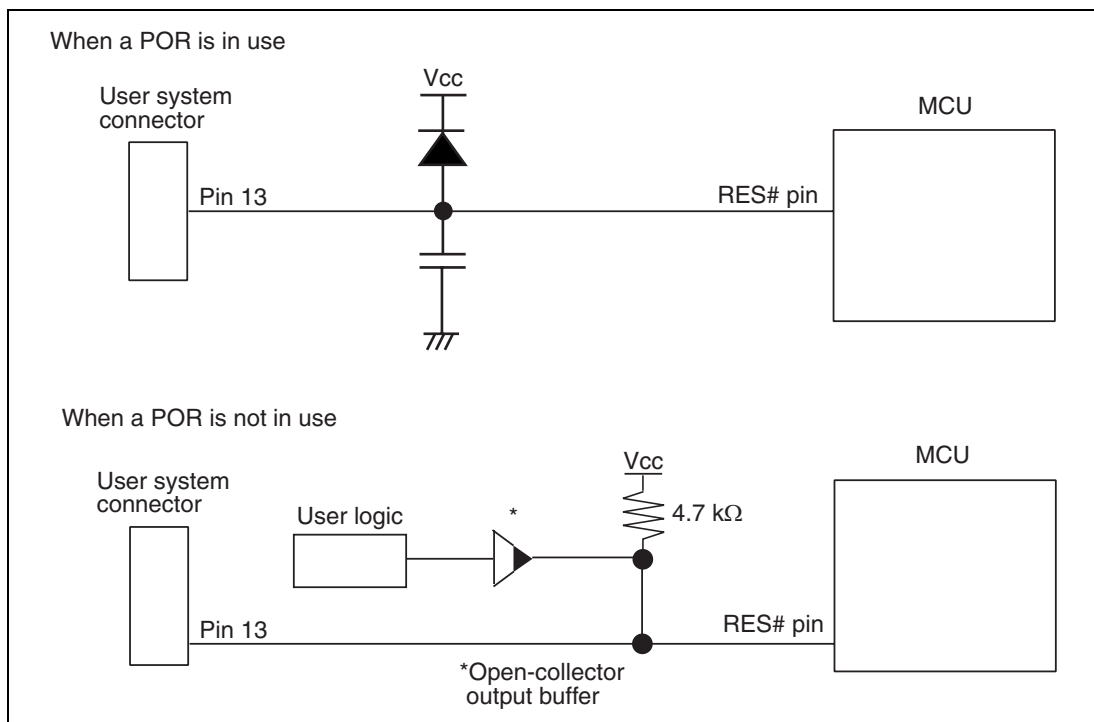 When a POR is in use
User system
connector
Vcc
MCU
Pin 13
RES# pin
When a POR is not in use
User system
connector
User logic
*
Vcc
4.7 kΩ
MCU
Pin 13
RES# pin
*Open-collector
output buffer